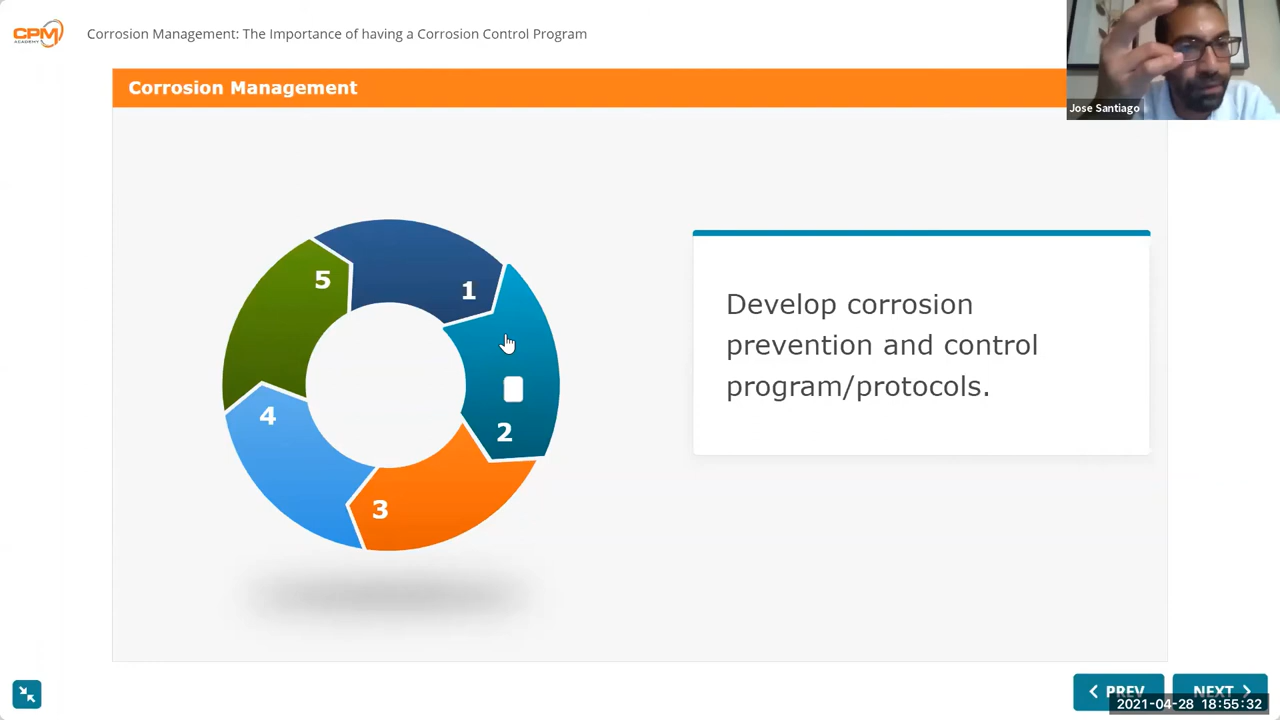 CPM
ACADEMY
Corrosion Management: The Importance of having a Corrosion Control Program
Jose Santiago
Corrosion Management
1
2
3
4
5
Develop corrosion
prevention and control
program/protocols.
PREV
NEXT
2021-04-28 18:55:32